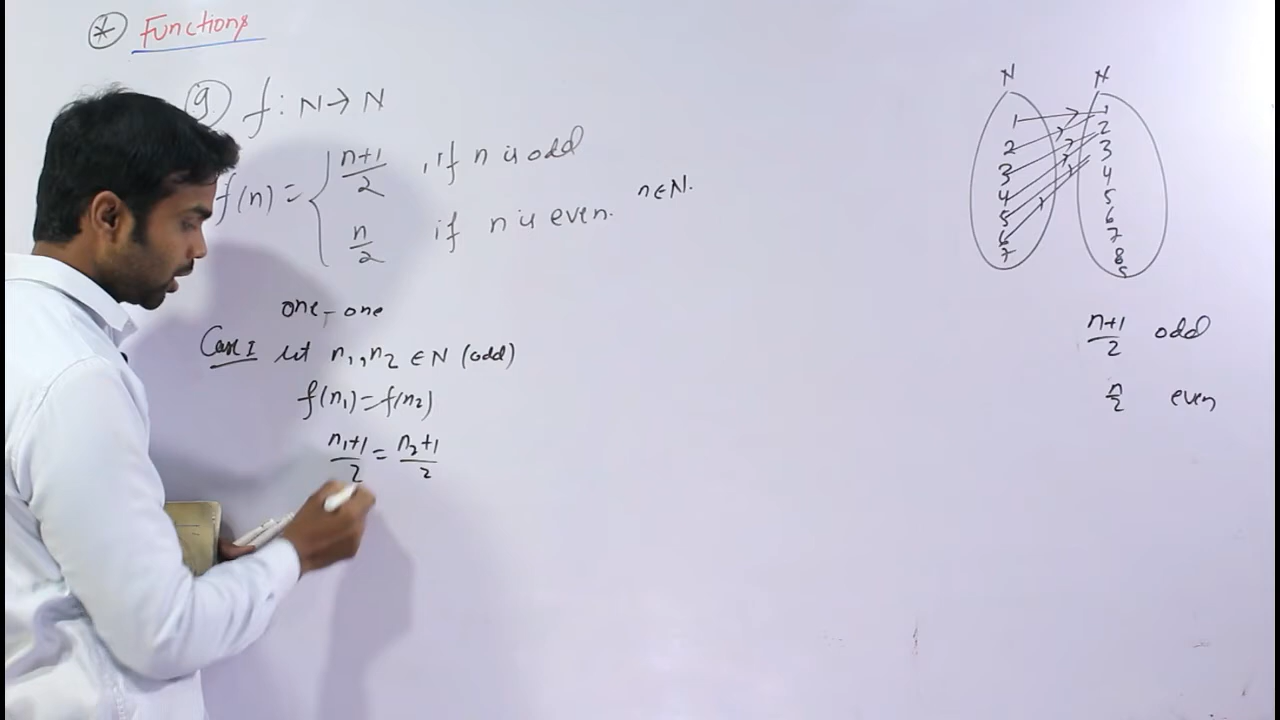 * Functions
9 f : N → N
f(n) = { n+1/2 , if n is odd
n/2 if n is even. n∈N.
one - one
Case I Let n₁, n₂ ∈ N (odd)
f(n₁) = f(n₂)
n₁+1/2 = n₂+1/2
N N
1 1
2 2
3 3
4 4
5 5
6 6
7 7
8
n+1/2 odd
n/2 even